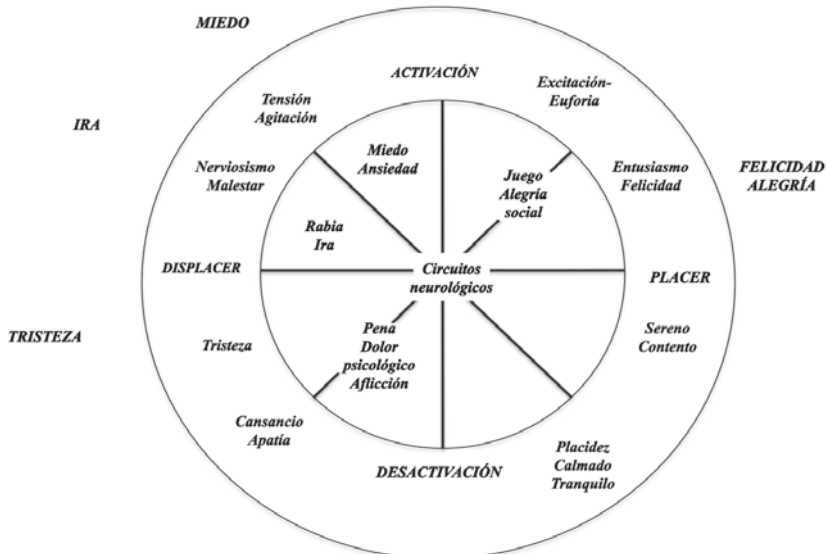 MIEDO
ACTIVACIÓN
Excitación-
Euforia
Tensión
Agitación
IRA
Miedo
Ansiedad
Nerviosismo
Malestar
Juego
Alegría
social
Entusiasmo
Felicidad
FELICIDAD
ALEGRÍA
Rabia
Ira
DISPLACER
Circuitos
neurológicos
PLACER
TRISTEZA
Tristeza
Pena
Dolor
psicológico
Aflicción
Sereno
Contento
Cansancio
Apatía
DESACTIVACIÓN
Placidez
Calmado
Tranquilo